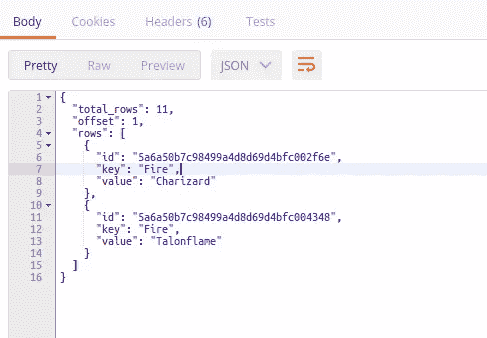 Body Cookies Headers (6) Tests
Pretty Raw Preview JSON
1 {
2 "total_rows": 11,
3 "offset": 1,
4 "rows": [
5 {
6 "id": "5a6a50b7c98499a4d8d69d4bfc002f6e",
7 "key": "Fire",
8 "value": "Charizard"
9 },
10 {
11 "id": "5a6a50b7c98499a4d8d69d4bfc004348",
12 "key": "Fire",
13 "value": "Talonflame"
14 }
15 ]
16 }